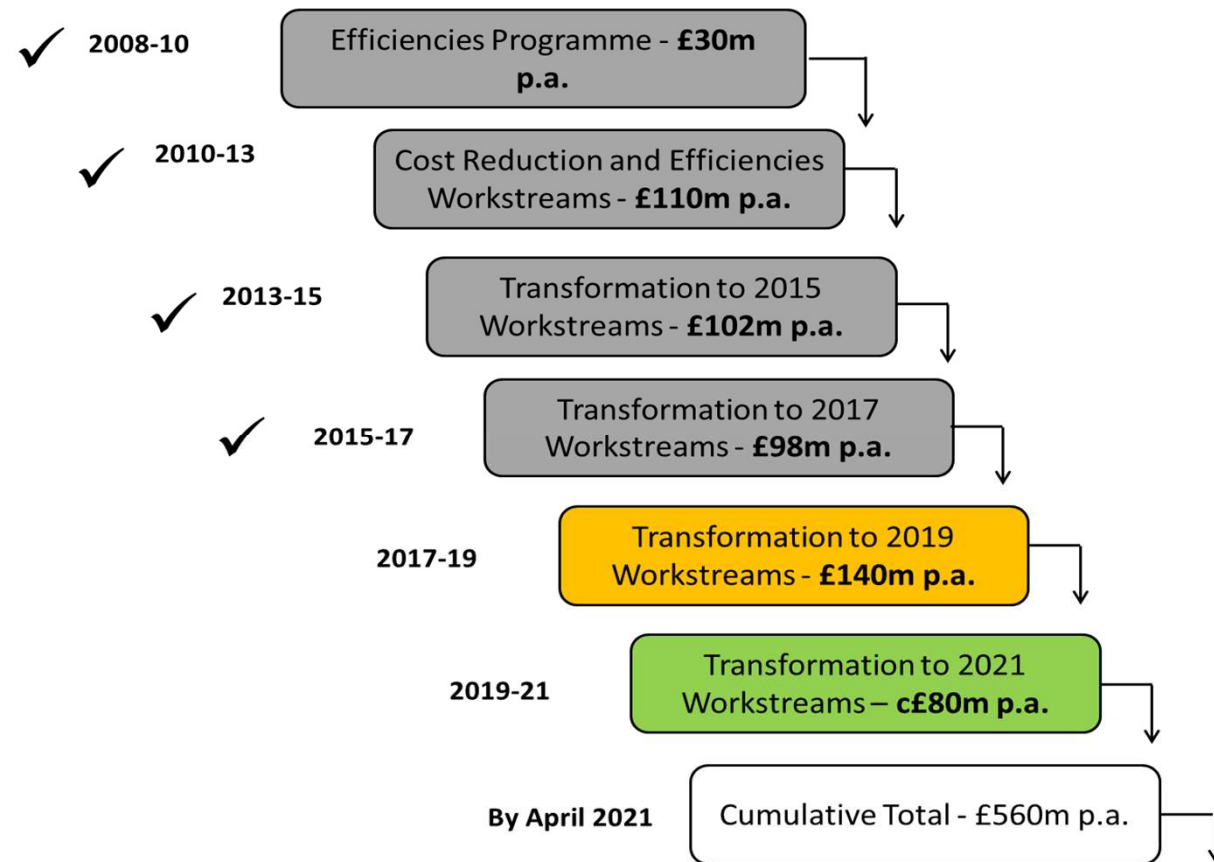 2008-10
Efficiencies Programme - £30m
p.a.
2010-13
Cost Reduction and Efficiencies
Workstreams - £110m p.a.
2013-15
Transformation to 2015
Workstreams - £102m p.a.
2015-17
Transformation to 2017
Workstreams - £98m p.a.
2017-19
Transformation to 2019
Workstreams - £140m p.a.
2019-21
Transformation to 2021
Workstreams – c£80m p.a.
By April 2021
Cumulative Total - £560m p.a.